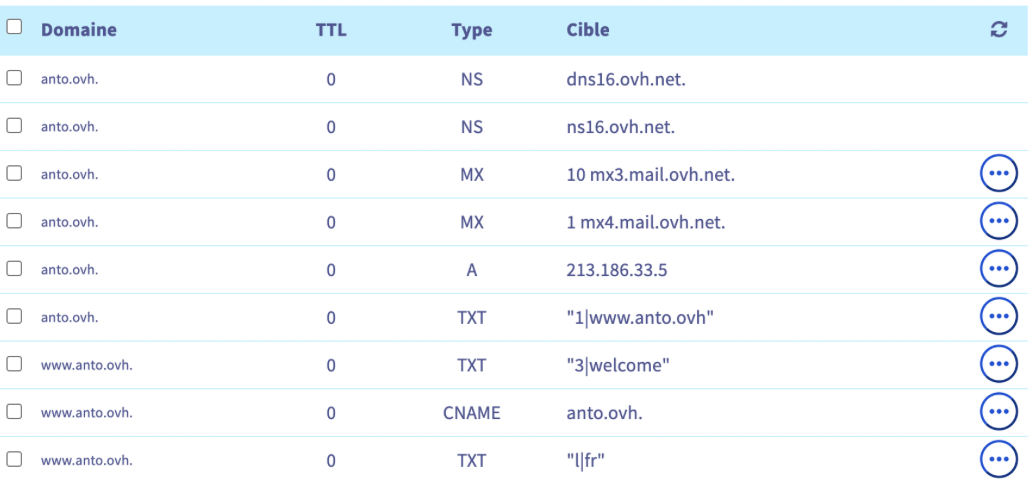 Domaine TTL Type Cible
anto.ovh. 0 NS dns16.ovh.net.
anto.ovh. 0 NS ns16.ovh.net.
anto.ovh. 0 MX 10 mx3.mail.ovh.net.
anto.ovh. 0 MX 1 mx4.mail.ovh.net.
anto.ovh. 0 A 213.186.33.5
anto.ovh. 0 TXT "1|www.anto.ovh"
www.anto.ovh. 0 TXT "3|welcome"
www.anto.ovh. 0 CNAME anto.ovh.
www.anto.ovh. 0 TXT "l|fr"